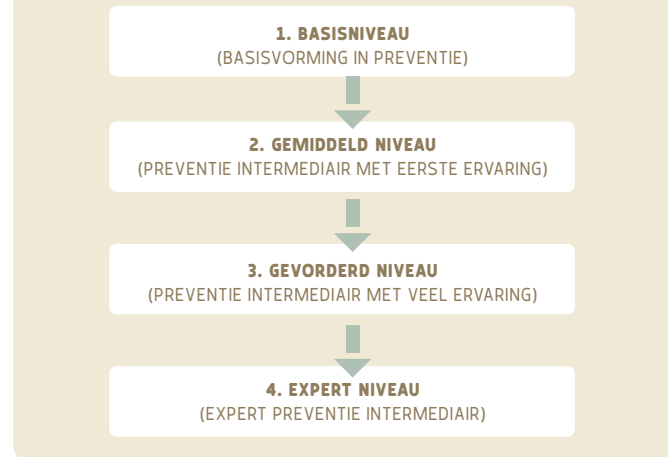 1. BASISNIVEAU
(BASISVORMING IN PREVENTIE)
2. GEMIDDELD NIVEAU
(PREVENTIE INTERMEDIAIR MET EERSTE ERVARING)
3. GEVORDERD NIVEAU
(PREVENTIE INTERMEDIAIR MET VEEL ERVARING)
4. EXPERT NIVEAU
(EXPERT PREVENTIE INTERMEDIAIR)